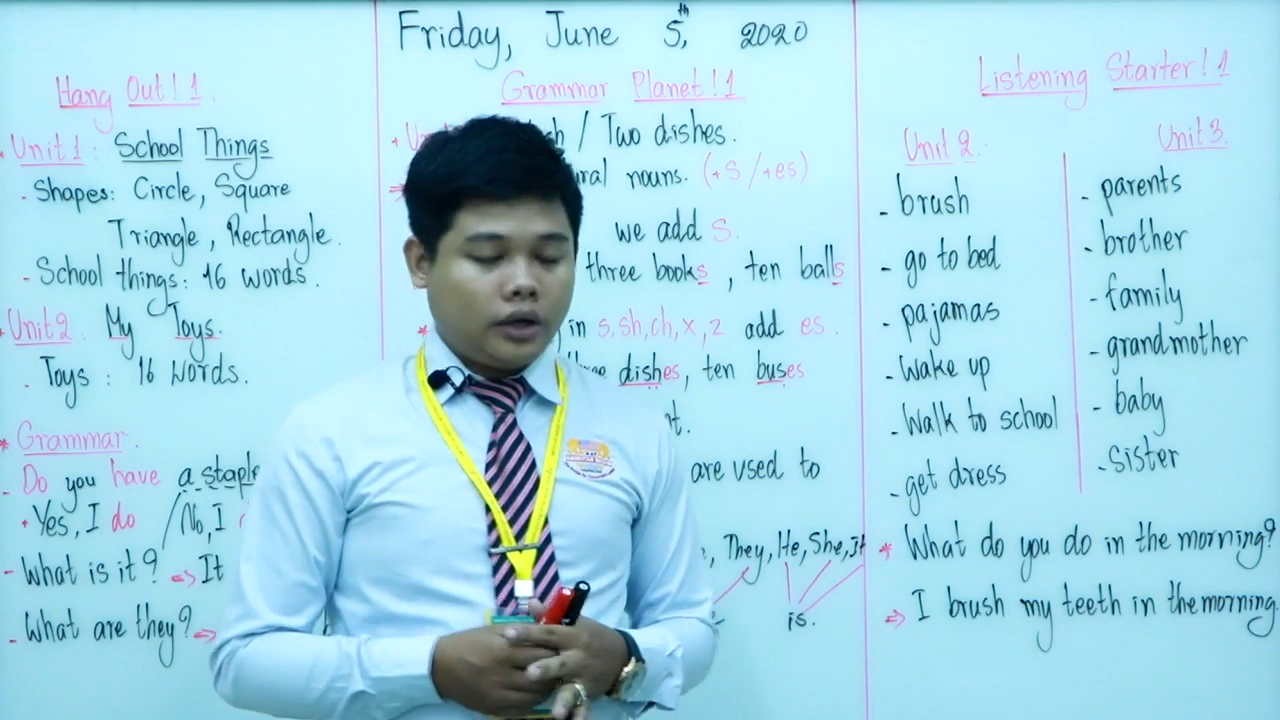 Friday, June 5th, 2020
Hang Out! 1.
Unit 1: School Things
- Shapes: Circle, Square
Triangle, Rectangle.
- School things: 16 words.
* Unit 2: My Toys.
- Toys: 16 words.
* Grammar.
- Do you have a staple
+ Yes, I do / No, I
- What is it? ⇒ It
- What are they? ⇒
Grammar Planet! 1
/ Two dishes.
nouns. (+s/+es)
we add s.
three books, ten balls
in s, sh, ch, x, z add es.
dishes, ten buses
are used to
, They, He, She, It
is.
Listening Starter! 1
Unit 2.
- brush
- go to bed
- pajamas
- Wake up
- Walk to school
- get dress
Unit 3.
- parents
- brother
- family
- grandmother
- baby
- sister
* What do you do in the morning?
⇒ I brush my teeth in the morning.